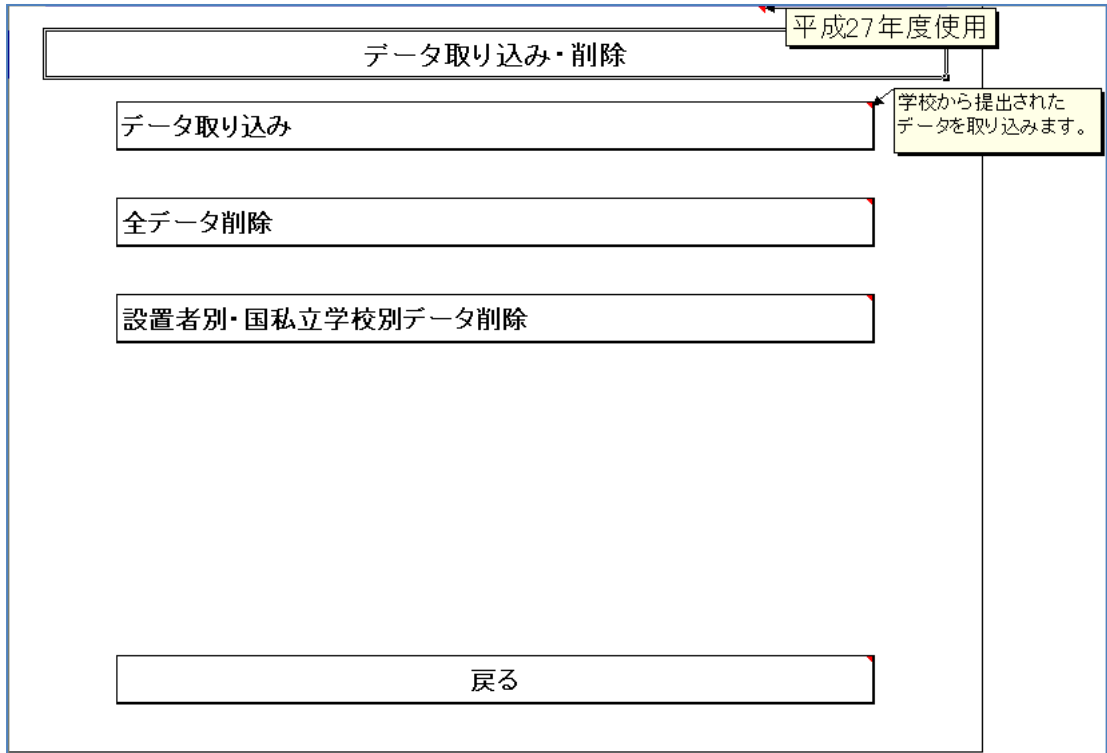 平成27年度使用
データ取り込み・削除
学校から提出された
データを取り込みます。
データ取り込み
全データ削除
設置者別・国私立学校別データ削除
戻る